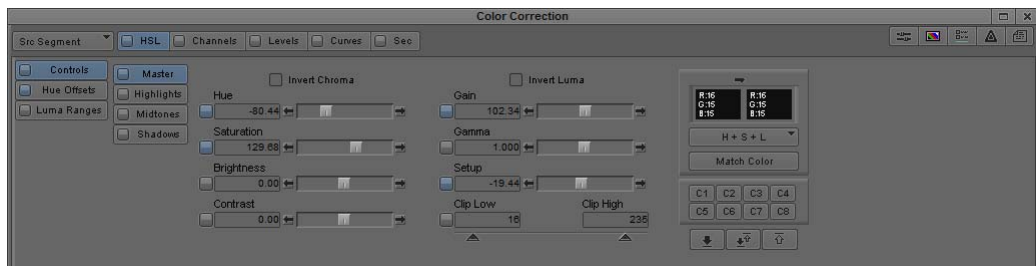 Color Correction
Src Segment HSL Channels Levels Curves Sec
Controls
Hue Offsets
Luma Ranges
Master
Highlights
Midtones
Shadows
Invert Chroma
Hue
-80.44
Saturation
129.68
Brightness
0.00
Contrast
0.00
Invert Luma
Gain
102.34
Gamma
1.000
Setup
-19.44
Clip Low Clip High
16 235
R:16 R:16
G:15 G:15
B:15 B:15
H + S + L
Match Color
C1 C2 C3 C4
C5 C6 C7 C8